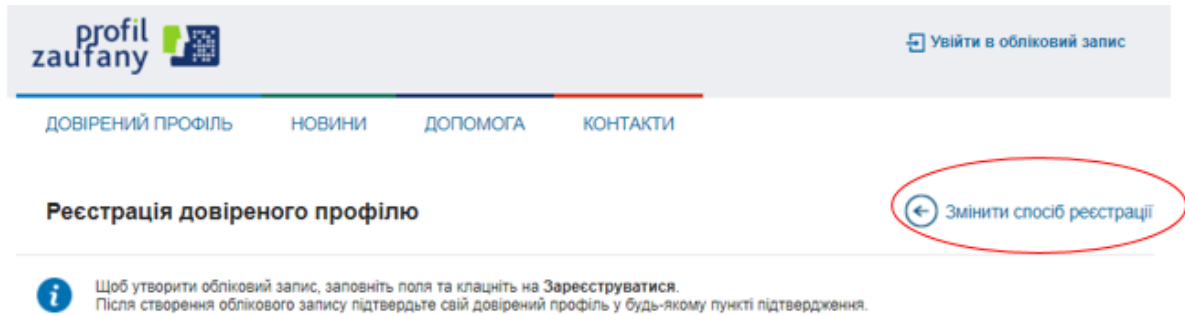 profil
zaufany
Увійти в обліковий запис
ДОВІРЕНИЙ ПРОФІЛЬ НОВИНИ ДОПОМОГА КОНТАКТИ
Реєстрація довіреного профілю
Змінити спосіб реєстрації
Щоб утворити обліковий запис, заповніть поля та клацніть на Зареєструватися.
Після створення облікового запису підтвердьте свій довірений профіль у будь-якому пункті підтвердження.